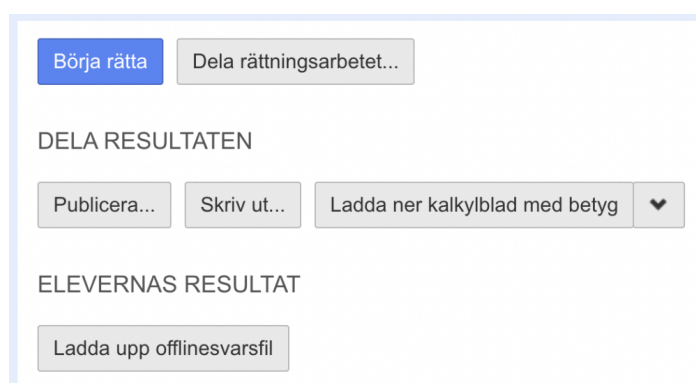 Börja rätta Dela rättningsarbetet...
DELA RESULTATEN
Publicera... Skriv ut... Ladda ner kalkylblad med betyg
ELEVERNAS RESULTAT
Ladda upp offlinesvarsfil